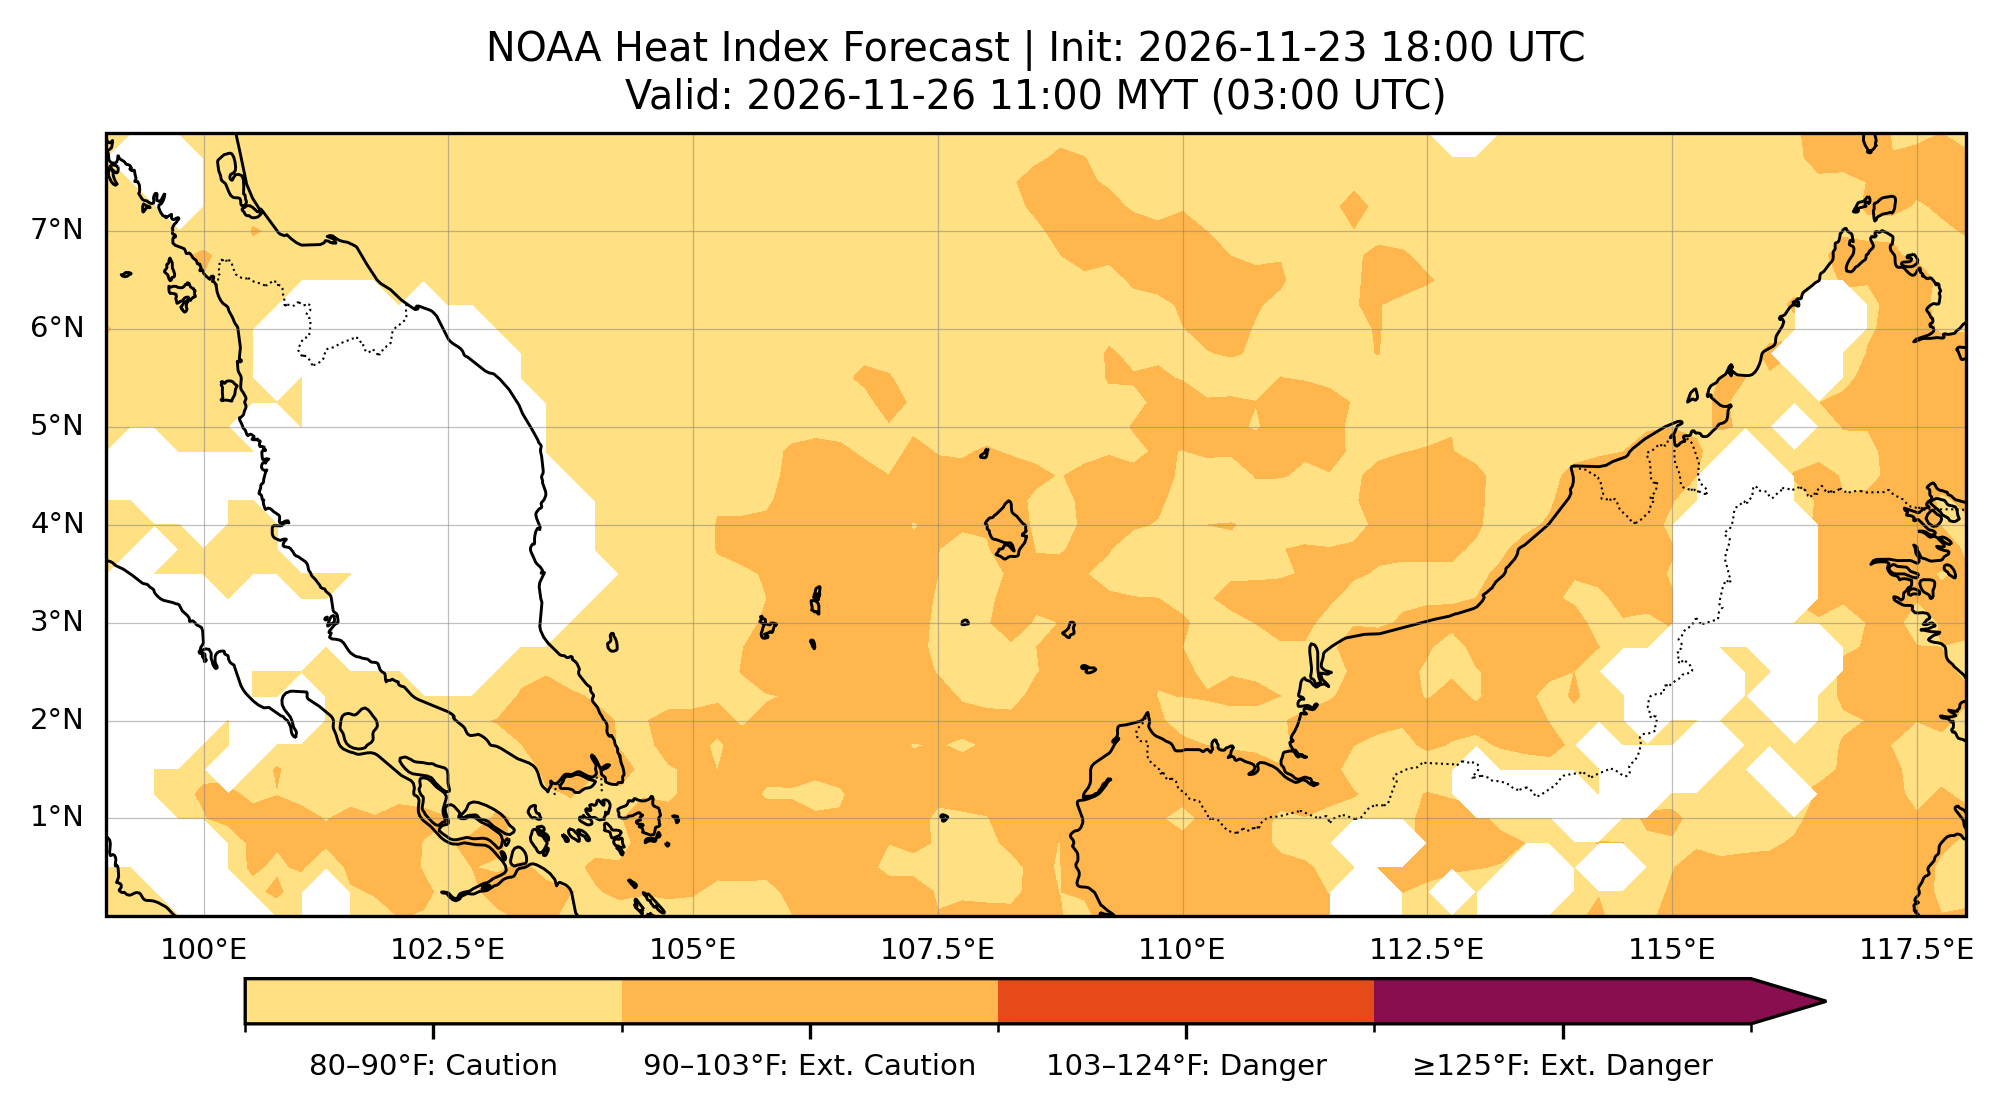 NOAA Heat Index Forecast | Init: 2026-11-23 18:00 UTC
Valid: 2026-11-26 11:00 MYT (03:00 UTC)
7°N
6°N
5°N
4°N
3°N
2°N
1°N
100°E 102.5°E 105°E 107.5°E 110°E 112.5°E 115°E 117.5°E
80–90°F: Caution 90–103°F: Ext. Caution 103–124°F: Danger ≥125°F: Ext. Danger